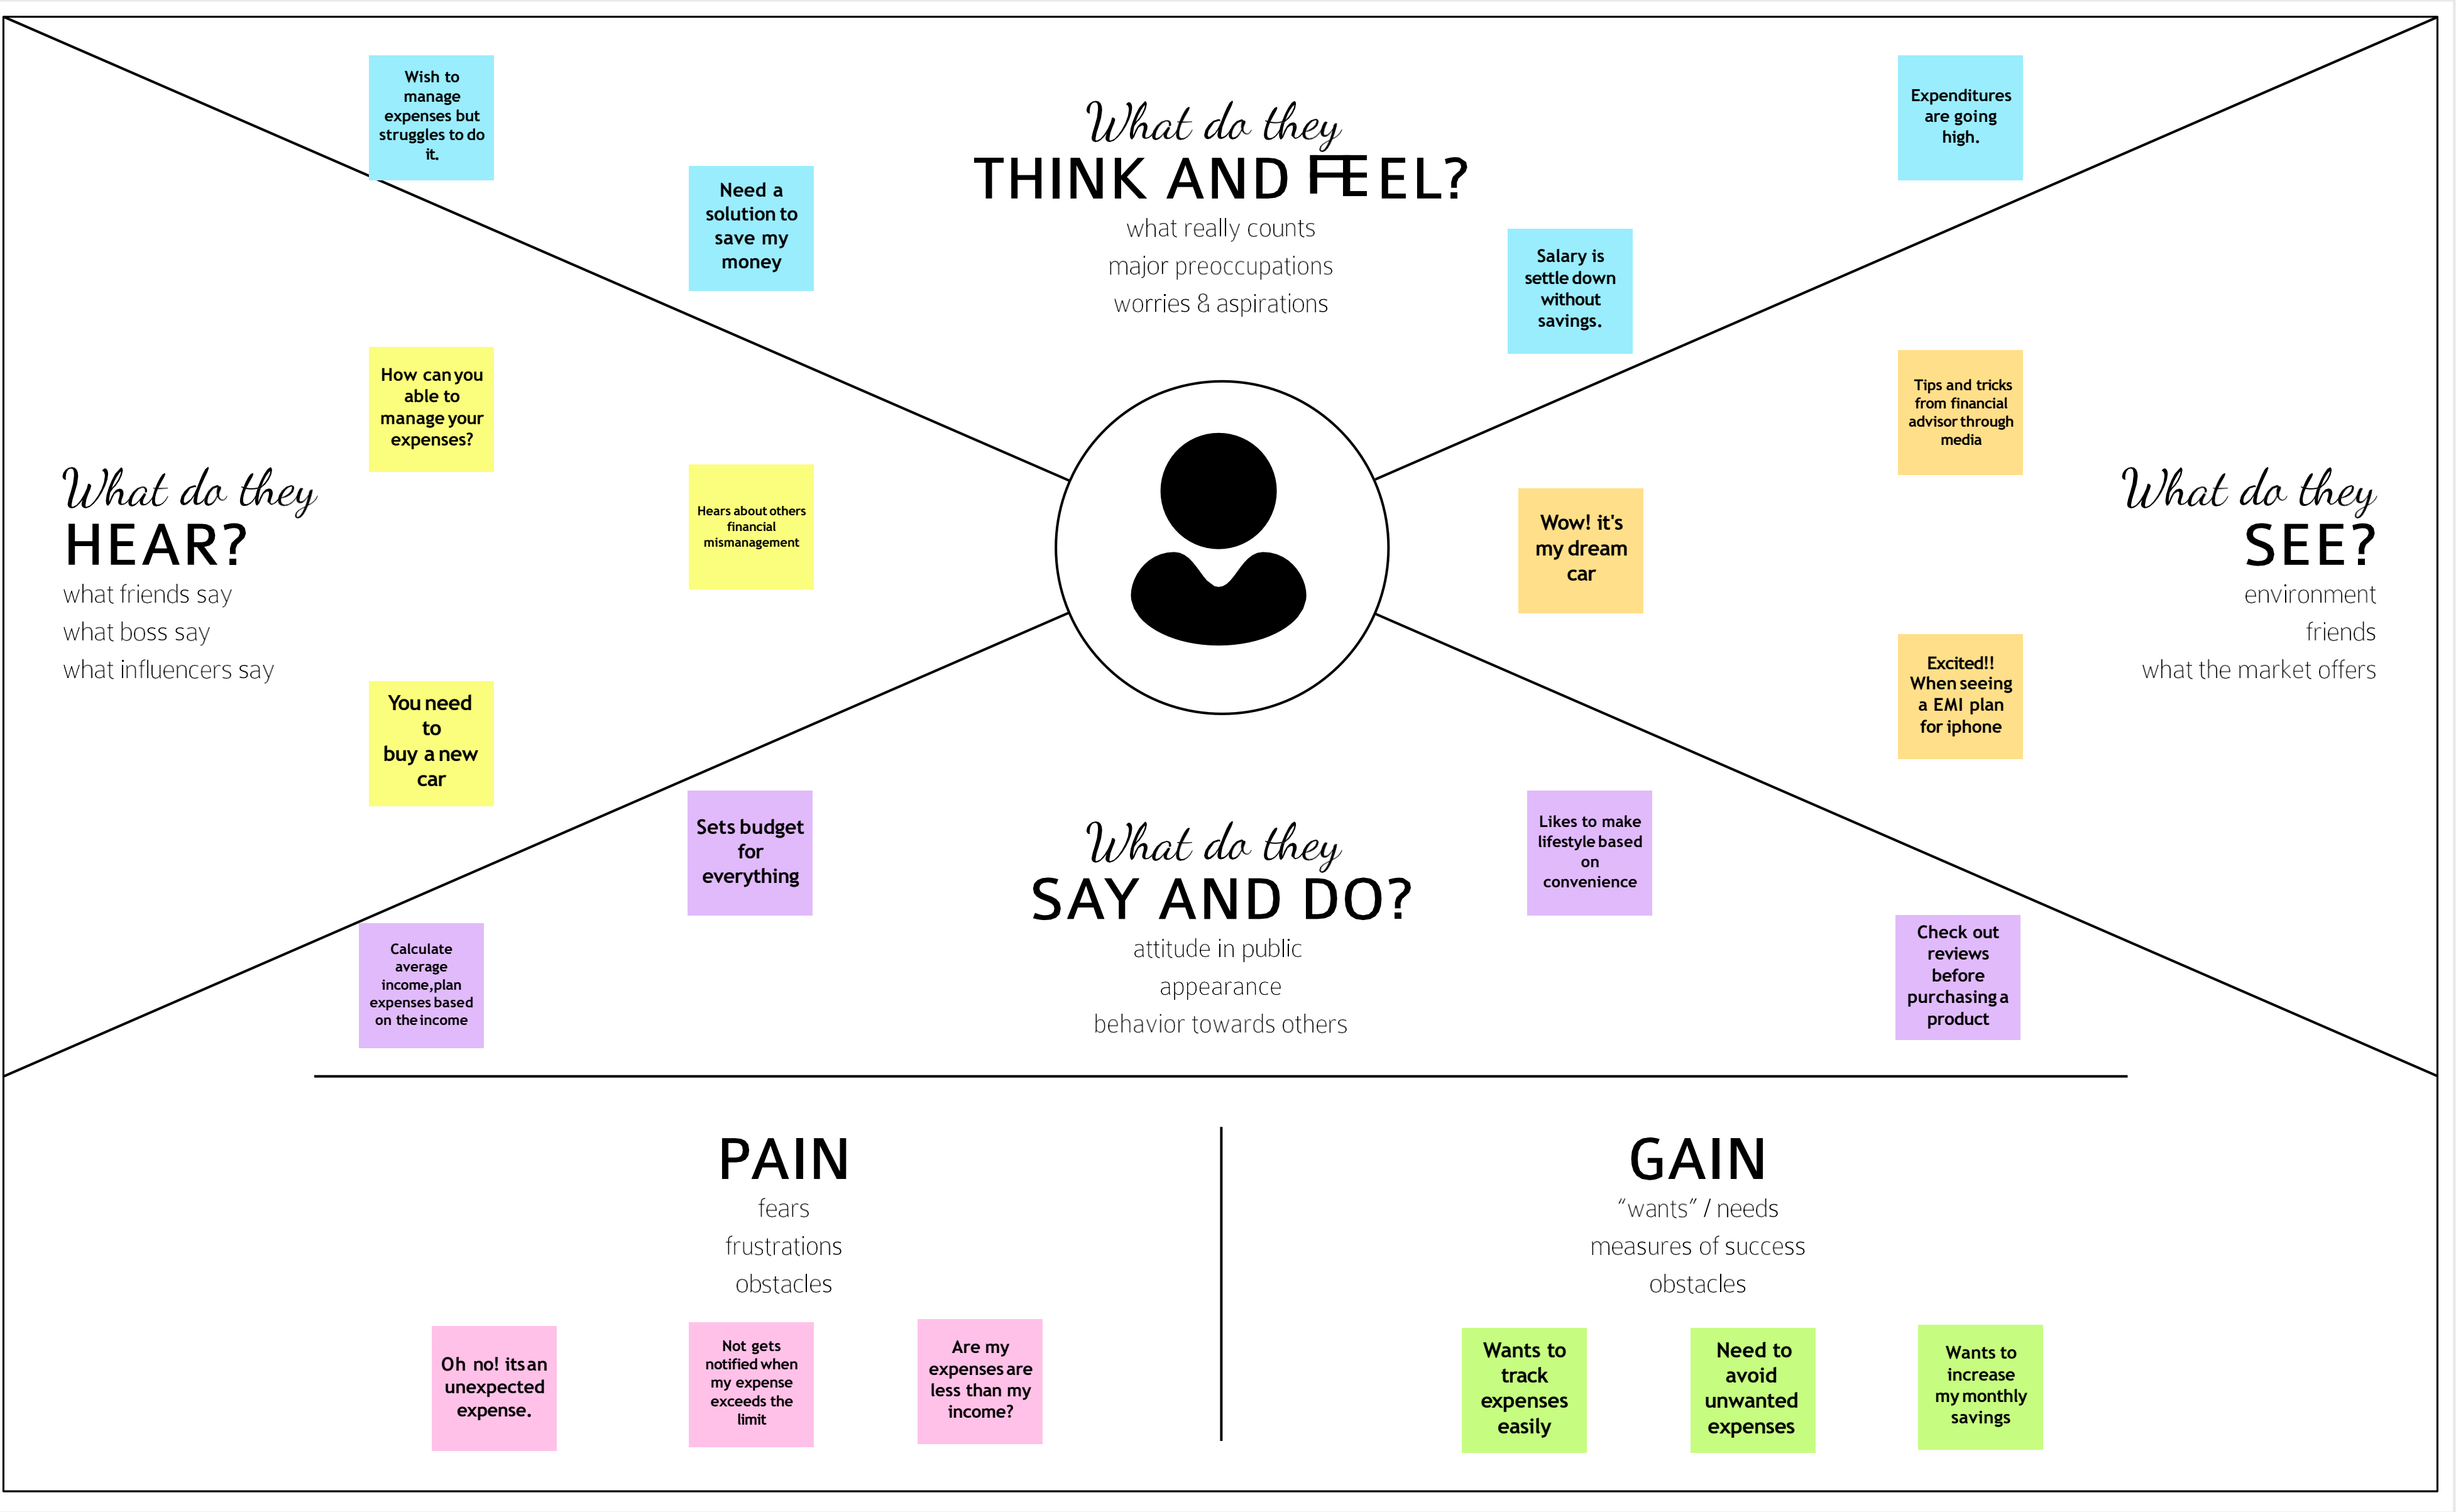 Wish to
manage
expenses but
struggles to do
it.
Need a
solution to
save my
money
What do they
THINK AND FEEL?
what really counts
major preoccupations
worries & aspirations
Expenditures
are going
high.
Salary is
settle down
without
savings.
What do they
HEAR?
what friends say
what boss say
what influencers say
How can you
able to
manage your
expenses?
Hears about others
financial
mismanagement
You need
to
buy a new
car
Tips and tricks
from financial
advisor through
media
Wow! it's
my dream
car
Excited!!
When seeing
a EMI plan
for iphone
What do they
SEE?
environment
friends
what the market offers
Sets budget
for
everything
Calculate
average
income,plan
expenses based
on the income
What do they
SAY AND DO?
attitude in public
appearance
behavior towards others
Likes to make
lifestyle based
on
convenience
Check out
reviews
before
purchasing a
product
PAIN
fears
frustrations
obstacles
Oh no! its an
unexpected
expense.
Not gets
notified when
my expense
exceeds the
limit
Are my
expenses are
less than my
income?
GAIN
“wants” / needs
measures of success
obstacles
Wants to
track
expenses
easily
Need to
avoid
unwanted
expenses
Wants to
increase
my monthly
savings